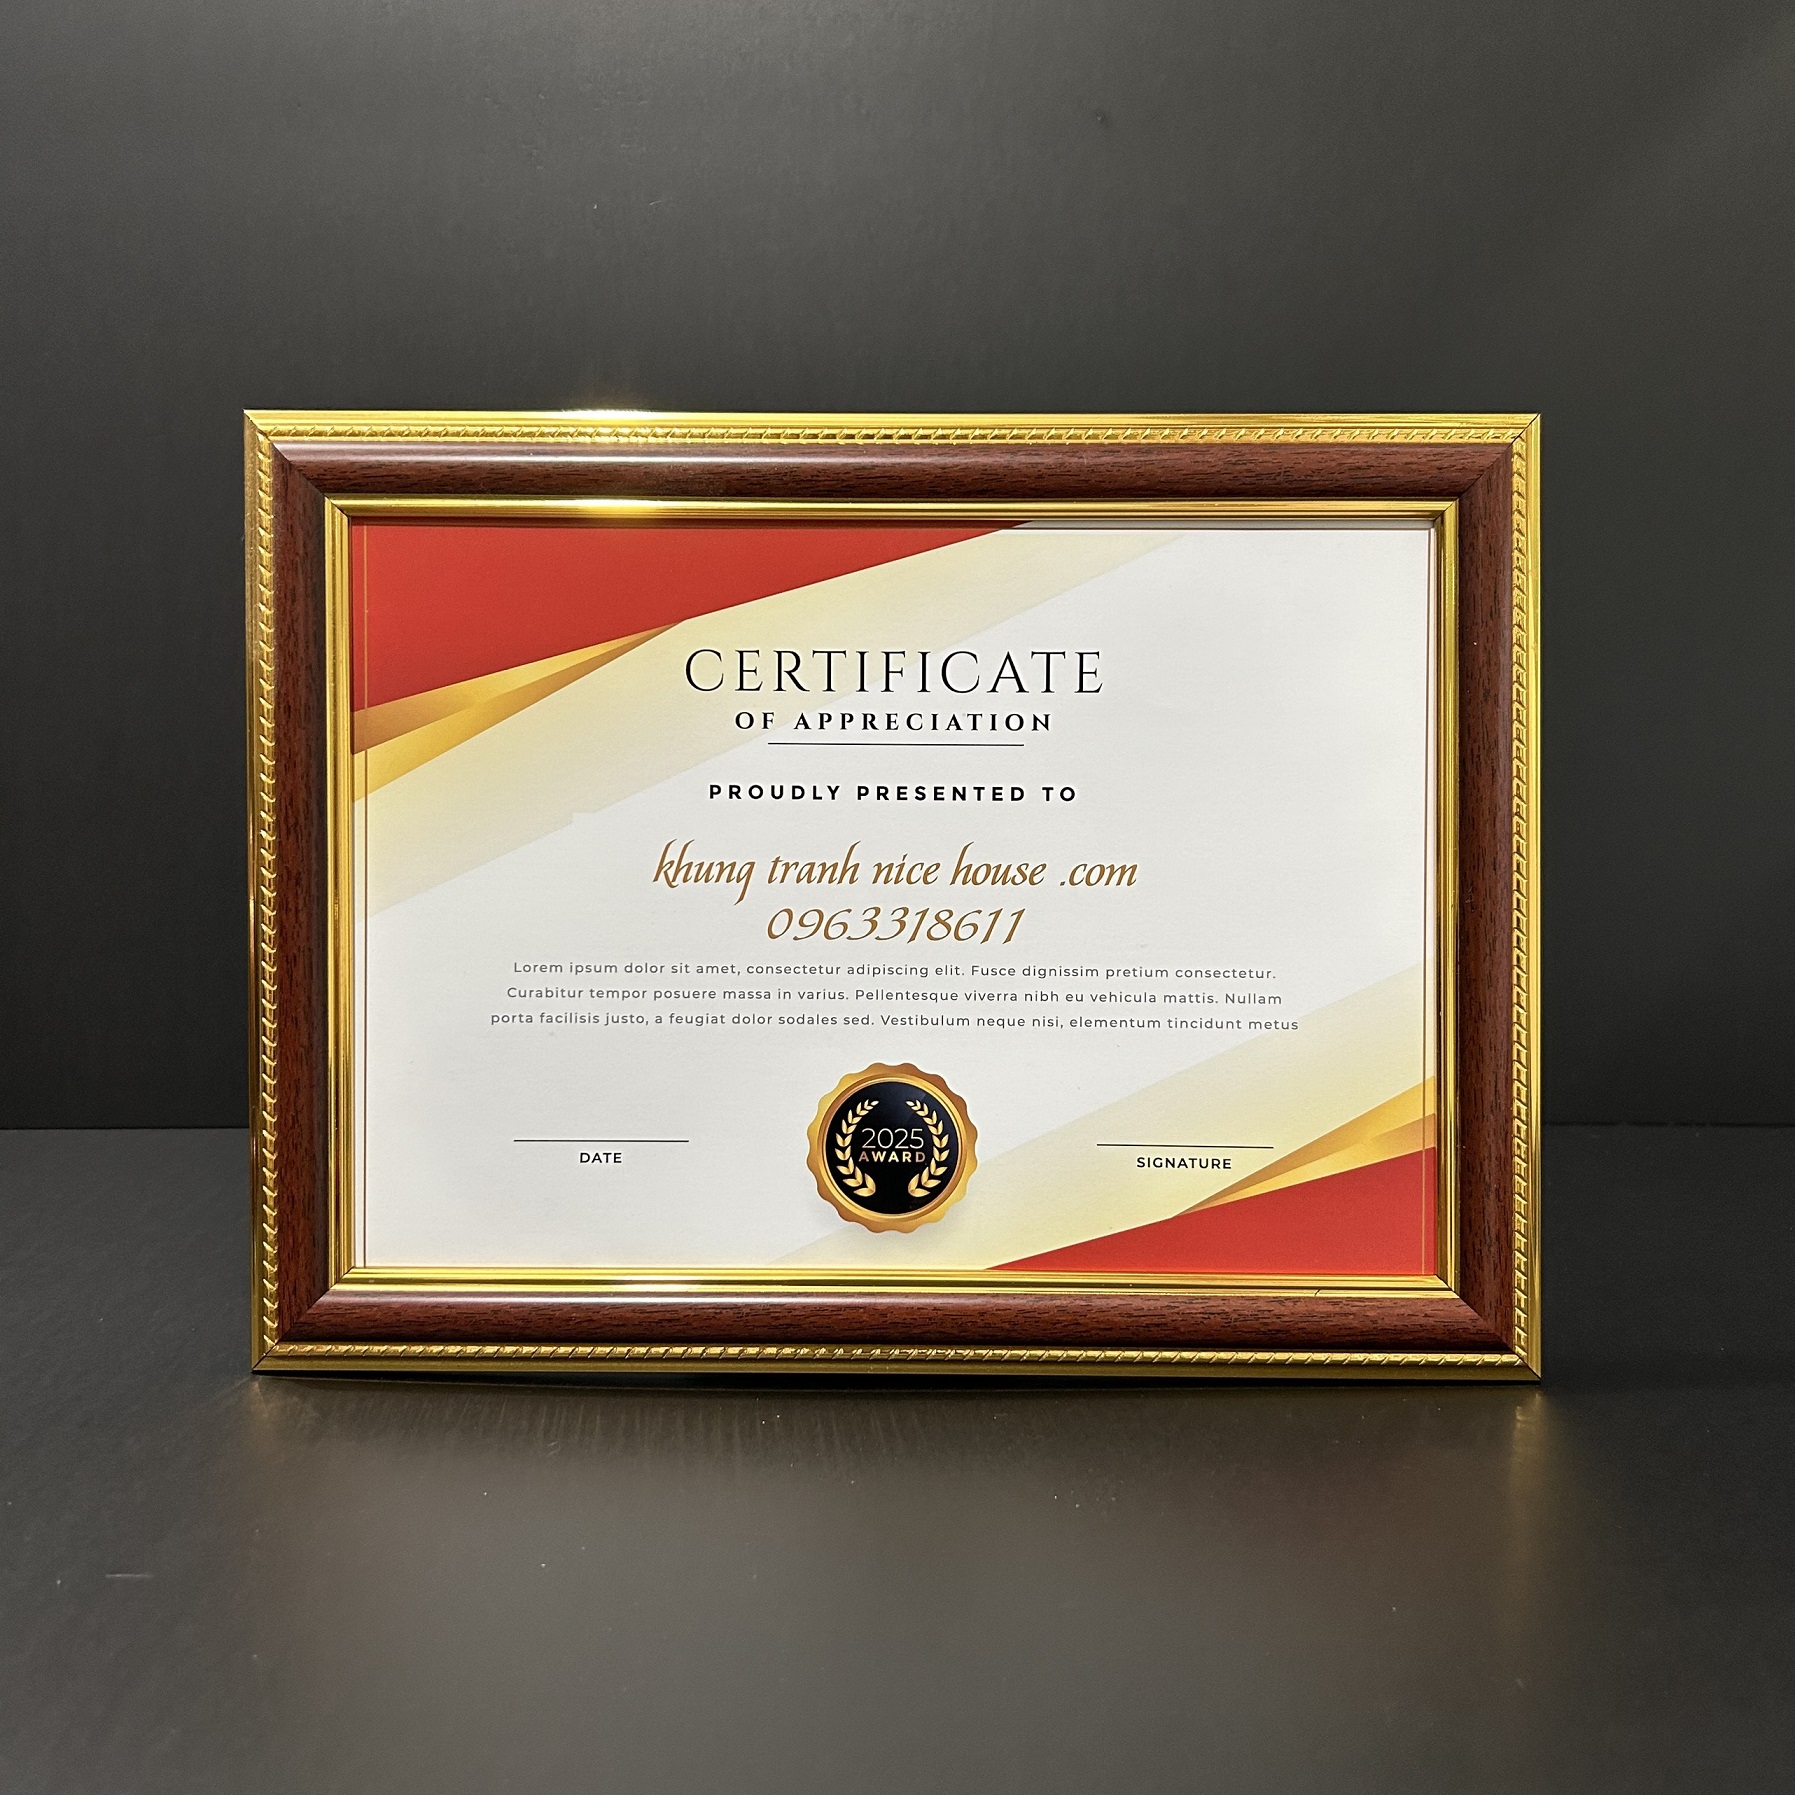 CERTIFICATE
OF APPRECIATION
PROUDLY PRESENTED TO
khung tranh nice house .com
0963318611
Lorem ipsum dolor sit amet, consectetur adipiscing elit. Fusce dignissim pretium consectetur.
Curabitur tempor posuere massa in varius. Pellentesque viverra nibh eu vehicula mattis. Nullam
porta facilisis justo, a feugiat dolor sodales sed. Vestibulum neque nisi, elementum tincidunt metus
2025
AWARD
DATE
SIGNATURE